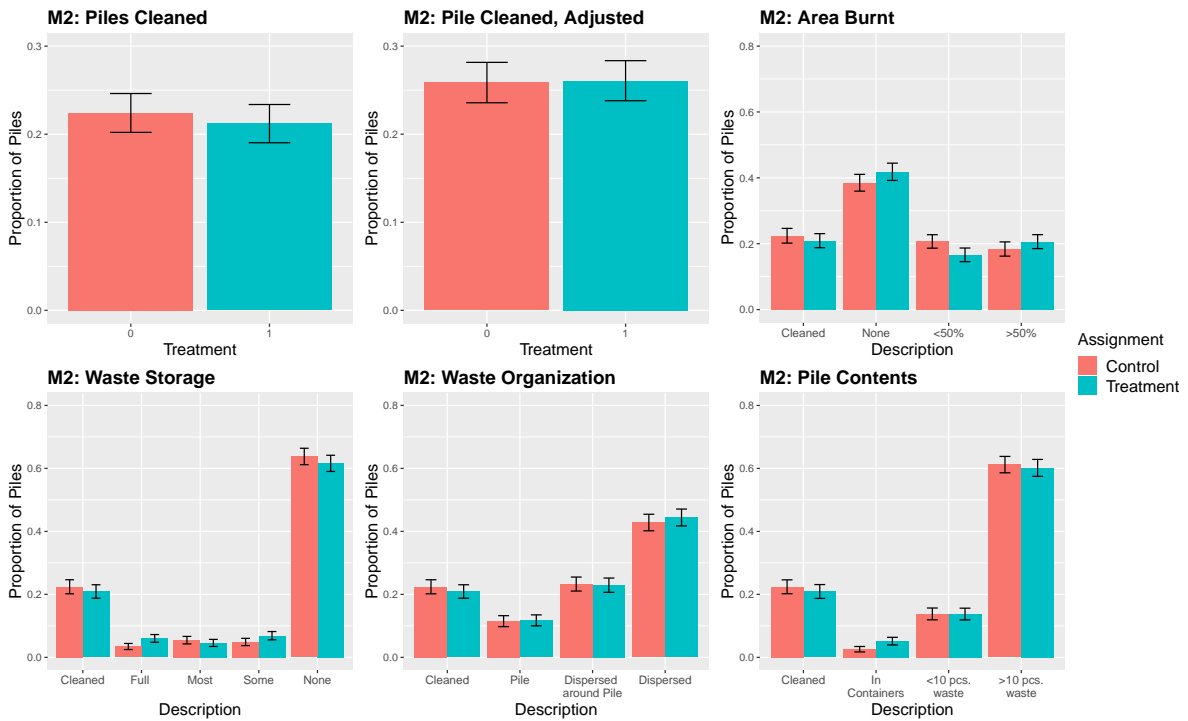 M2: Piles Cleaned
0.3
0.2
0.1
0.0
Proportion of Piles
0
1
Treatment
M2: Pile Cleaned, Adjusted
0.3
0.2
0.1
0.0
Proportion of Piles
0
1
Treatment
M2: Area Burnt
0.8
0.6
0.4
0.2
0.0
Proportion of Piles
Cleaned
None
<50%
>50%
Description
Assignment
Control
Treatment
M2: Waste Storage
0.8
0.6
0.4
0.2
0.0
Proportion of Piles
Cleaned
Full
Most
Some
None
Description
M2: Waste Organization
0.8
0.6
0.4
0.2
0.0
Proportion of Piles
Cleaned
Pile
Dispersed
around Pile
Dispersed
Description
M2: Pile Contents
0.8
0.6
0.4
0.2
0.0
Proportion of Piles
Cleaned
In
Containers
<10 pcs.
waste
>10 pcs.
waste
Description